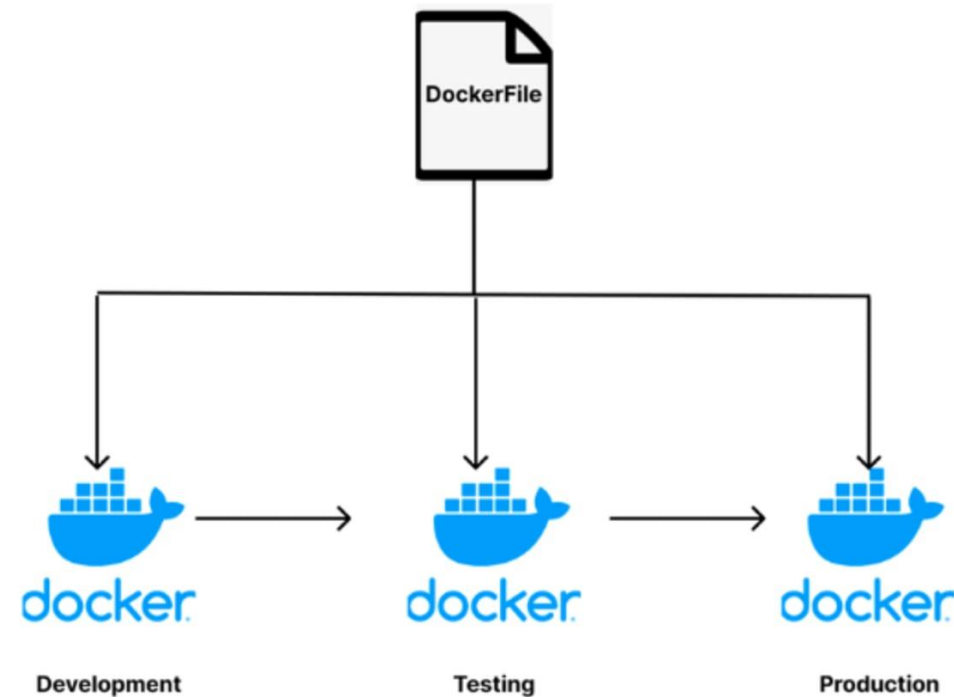 DockerFile
docker
docker
docker
Development
Testing
Production